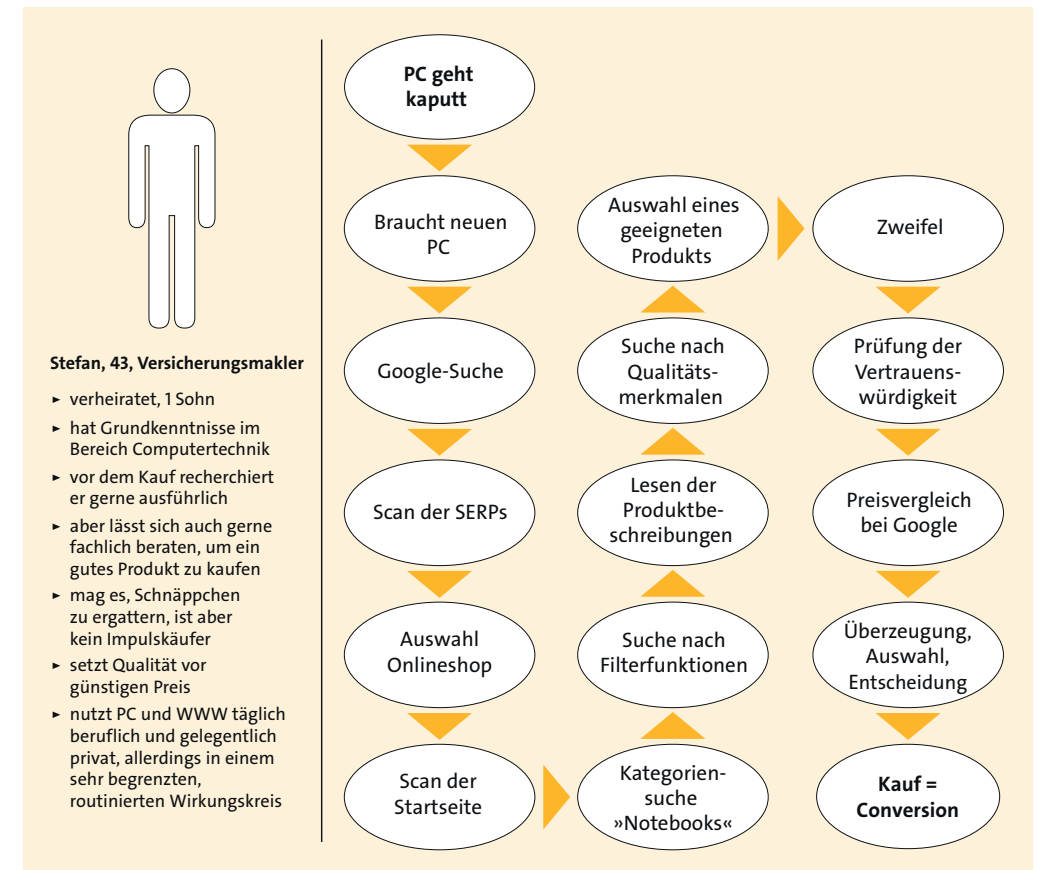 Stefan, 43, Versicherungsmakler
► verheiratet, 1 Sohn
► hat Grundkenntnisse im
Bereich Computertechnik
► vor dem Kauf recherchiert
er gerne ausführlich
► aber lässt sich auch gerne
fachlich beraten, um ein
gutes Produkt zu kaufen
► mag es, Schnäppchen
zu ergattern, ist aber
kein Impulskäufer
► setzt Qualität vor
günstigen Preis
► nutzt PC und WWW täglich
beruflich und gelegentlich
privat, allerdings in einem
sehr begrenzten,
routinierten Wirkungskreis
PC geht
kaputt
Braucht neuen
PC
Google-Suche
Scan der SERPs
Auswahl
Onlineshop
Scan der
Startseite
Kategorien-
suche
»Notebooks«
Suche nach
Filterfunktionen
Lesen der
Produktbe-
schreibungen
Suche nach
Qualitäts-
merkmalen
Auswahl eines
geeigneten
Produkts
Zweifel
Prüfung der
Vertrauens-
würdigkeit
Preisvergleich
bei Google
Überzeugung,
Auswahl,
Entscheidung
Kauf =
Conversion